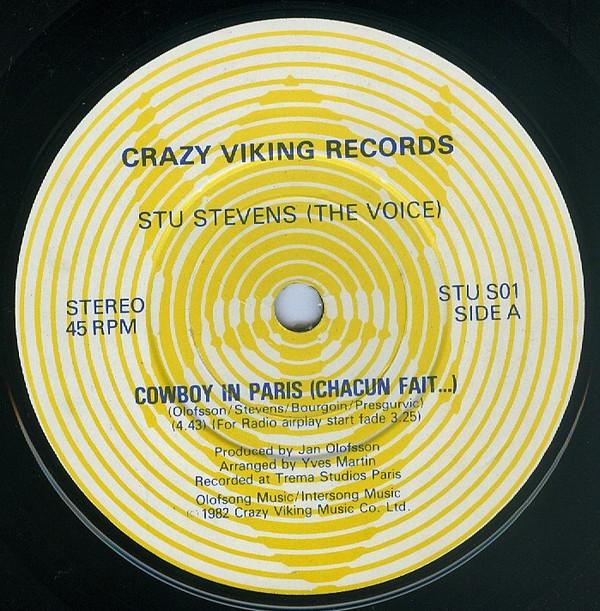 CRAZY VIKING RECORDS
STU STEVENS (THE VOICE)
STEREO
45 RPM
STU S01
SIDE A
COWBOY IN PARIS (CHACUN FAIT...)
(Olofsson/Stevens/Bourgoin/Presgurvic)
(4.43) (For Radio airplay start fade 3.25)
Produced by Jan Olofsson
Arranged by Yves Martin
Recorded at Trema Studios Paris
Olofsong Music/Intersong Music
(c) 1982 Crazy Viking Music Co. Ltd.